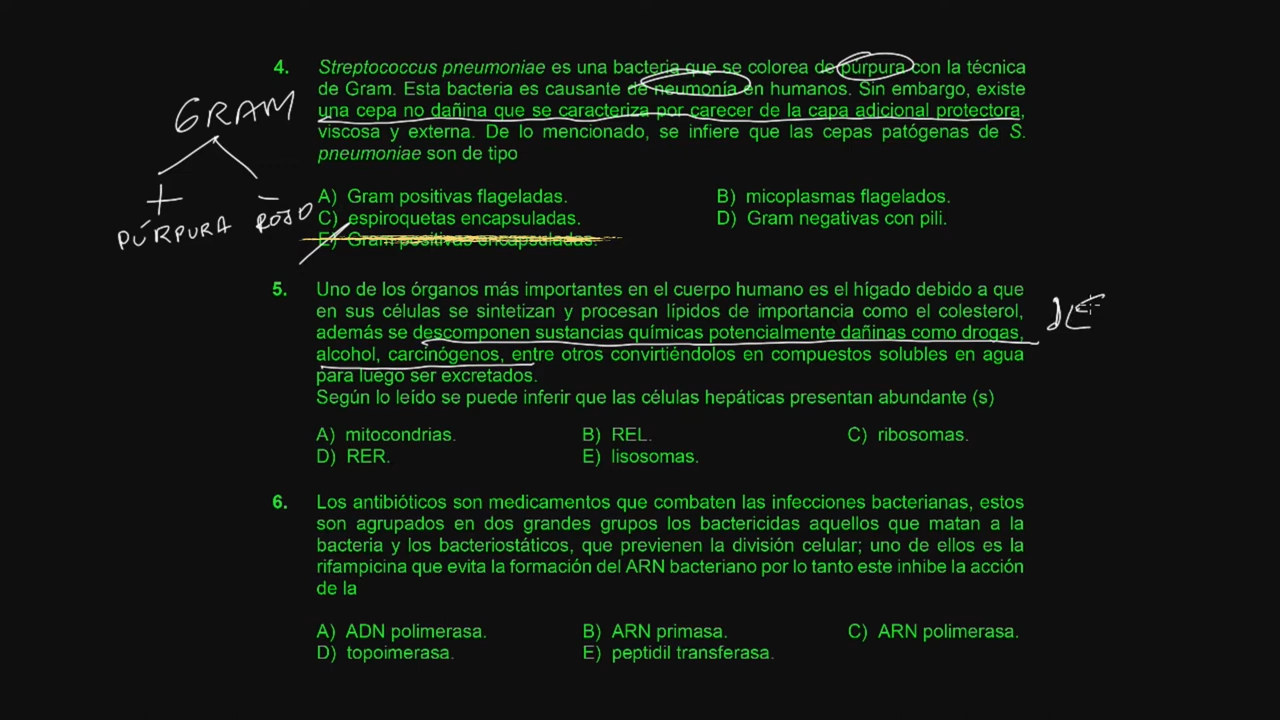 4. Streptococcus pneumoniae es una bacteria que se colorea de púrpura con la técnica
de Gram. Esta bacteria es causante de neumonía en humanos. Sin embargo, existe
una cepa no dañina que se caracteriza por carecer de la capa adicional protectora,
viscosa y externa. De lo mencionado, se infiere que las cepas patógenas de S.
pneumoniae son de tipo
GRAM
+ -
PÚRPURA ROJO
A) Gram positivas flageladas. B) micoplasmas flagelados.
C) espiroquetas encapsuladas. D) Gram negativas con pili.
E) Gram positivas encapsuladas.
5. Uno de los órganos más importantes en el cuerpo humano es el hígado debido a que
en sus células se sintetizan y procesan lípidos de importancia como el colesterol,
además se descomponen sustancias químicas potencialmente dañinas como drogas,
alcohol, carcinógenos, entre otros convirtiéndolos en compuestos solubles en agua
para luego ser excretados.
Según lo leído se puede inferir que las células hepáticas presentan abundante (s)
A) mitocondrias. B) REL. C) ribosomas.
D) RER. E) lisosomas.
6. Los antibióticos son medicamentos que combaten las infecciones bacterianas, estos
son agrupados en dos grandes grupos los bactericidas aquellos que matan a la
bacteria y los bacteriostáticos, que previenen la división celular; uno de ellos es la
rifampicina que evita la formación del ARN bacteriano por lo tanto este inhibe la acción
de la
A) ADN polimerasa. B) ARN primasa. C) ARN polimerasa.
D) topoimerasa. E) peptidil transferasa.